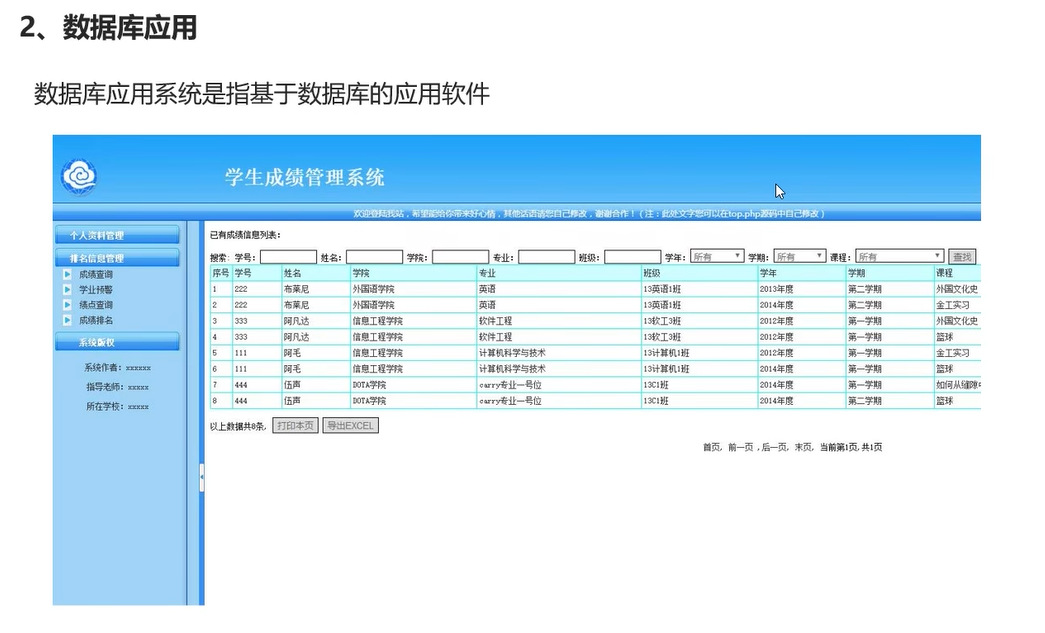 2、数据库应用
数据库应用系统是指基于数据库的应用软件
学生成绩管理系统
欢迎登陆我站，希望能给你带来好心情，其他话语请您自己修改，谢谢合作！（注：此处文字您可以在top.php源码中自己修改）
个人资料管理
排名信息管理
成绩查询
学业预警
绩点查询
成绩排名
系统版权
系统作者：xxxxxx
指导老师：xxxxx
所在学校：xxxxx
已有成绩信息列表：
搜索：学号： 姓名： 学院： 专业： 班级： 学年：所有 学期：所有 课程：所有 查找
序号 学号 姓名 学院 专业 班级 学年 学期 课程
1 222 布莱尼 外国语学院 英语 13英语1班 2013年度 第二学期 外国文化史
2 222 布莱尼 外国语学院 英语 13英语1班 2014年度 第二学期 金工实习
3 333 阿凡达 信息工程学院 软件工程 13软工3班 2012年度 第一学期 外国文化史
4 333 阿凡达 信息工程学院 软件工程 13软工3班 2012年度 第一学期 篮球
5 111 阿毛 信息工程学院 计算机科学与技术 13计算机1班 2012年度 第一学期 金工实习
6 111 阿毛 信息工程学院 计算机科学与技术 13计算机1班 2014年度 第一学期 篮球
7 444 伍声 DOTA学院 carry专业一号位 13C1班 2014年度 第一学期 如何从缝隙
8 444 伍声 DOTA学院 carry专业一号位 13C1班 2014年度 第二学期 篮球
以上数据共8条， 打印本页 导出EXCEL
首页， 前一页 ，后一页， 末页， 当前第1页，共1页